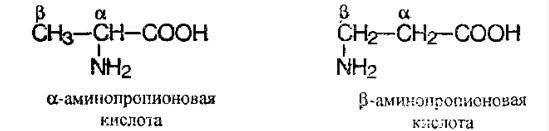 β α
CH3—CH—COOH
NH2
α-аминопропионовая
кислота
β α
CH2—CH2—COOH
NH2
β-аминопропионовая
кислота